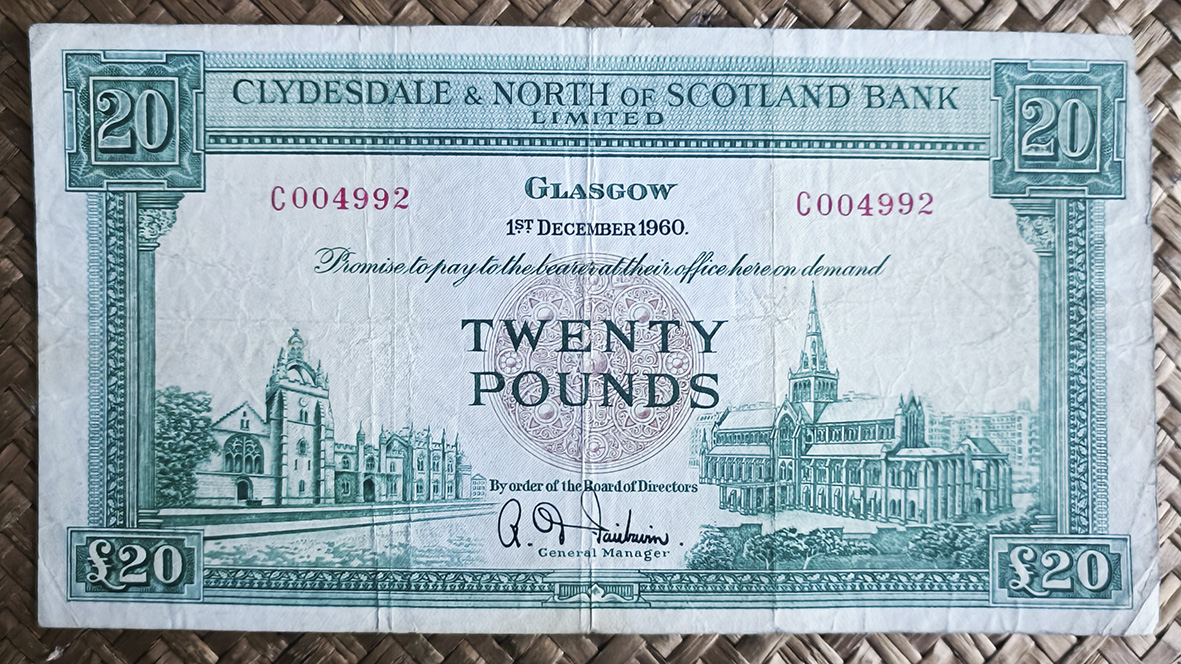 20 CLYDESDALE & NORTH OF SCOTLAND BANK 20
LIMITED
C004992 GLASGOW C004992
1ST DECEMBER 1960.
Promise to pay to the bearer at their office here on demand
TWENTY
POUNDS
By order of the Board of Directors
R. D. Fairbairn.
General Manager
£20 £20